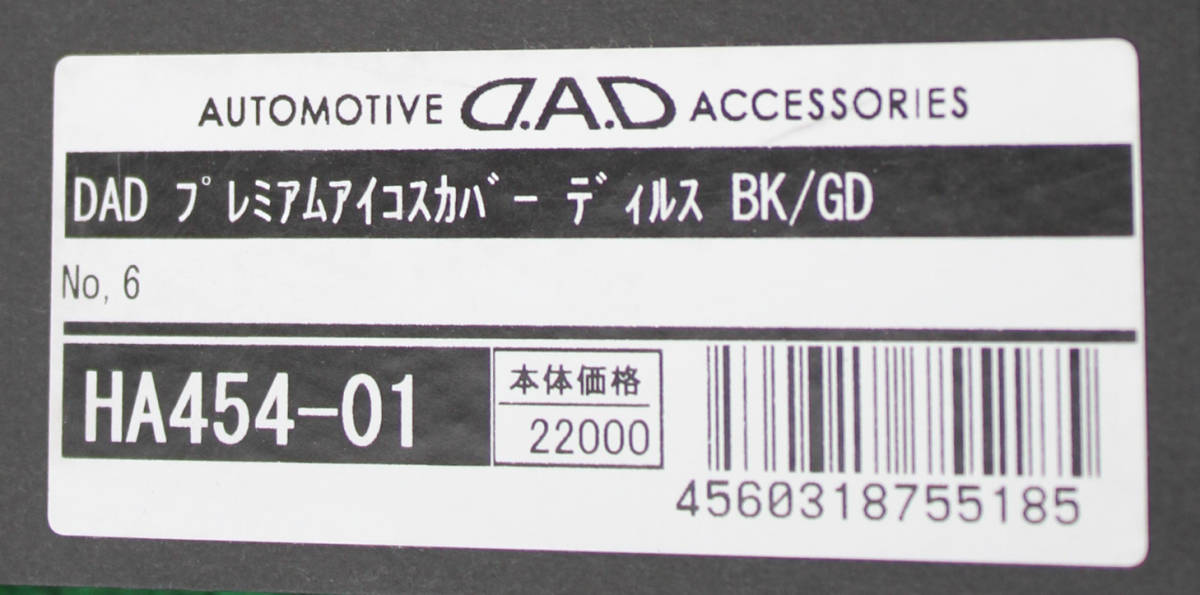 AUTOMOTIVE D.A.D ACCESSORIES
DAD ﾌﾟﾚﾐｱﾑｱｲｺｽｶﾊﾞｰ ﾃﾞｨﾙｽ BK/GD
No, 6
HA454-01
本体価格
22000
4560318755185